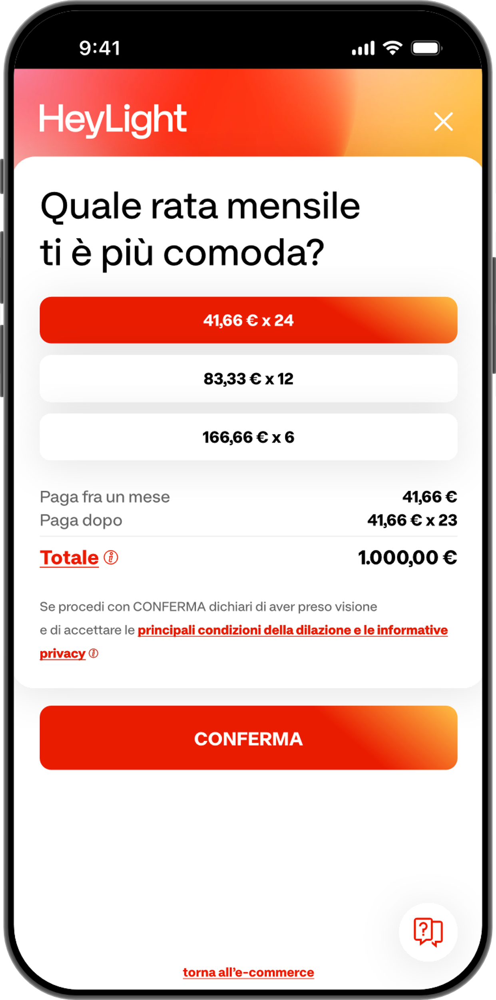 9:41
HeyLight
Quale rata mensile
ti è più comoda?
41,66 € x 24
83,33 € x 12
166,66 € x 6
Paga fra un mese 41,66 €
Paga dopo 41,66 € x 23
Totale 1.000,00 €
Se procedi con CONFERMA dichiari di aver preso visione
e di accettare le principali condizioni della dilazione e le informative
privacy
CONFERMA
torna all'e-commerce